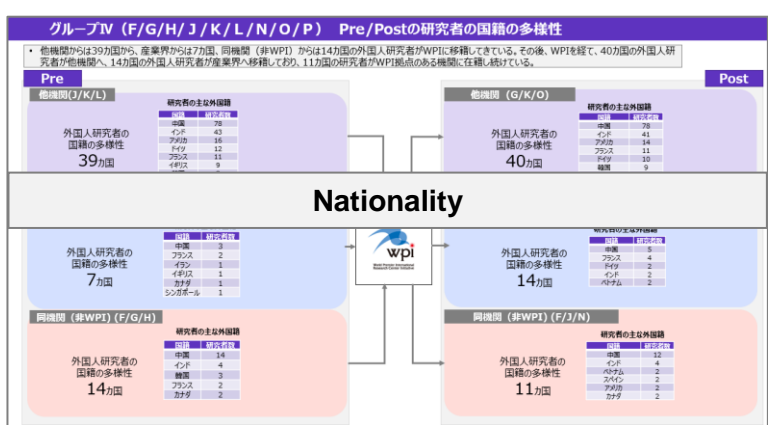 グループⅣ（F/G/H/Ｊ/Ｋ/Ｌ/Ｎ/Ｏ/Ｐ） Pre/Postの研究者の国籍の多様性
• 他機関からは39カ国から、産業界からは7カ国、同機関（非WPI）からは14カ国の外国人研究者がWPIに移籍してきている。その後、WPIを経て、40カ国の外国人研
究者が他機関へ、14カ国の外国人研究者が産業界へ移籍しており、11カ国の研究者がWPI拠点のある機関に在籍し続けている。
Pre
他機関(J/K/L)
研究者の主な外国籍
国籍 研究者数
中国 78
インド 43
アメリカ 16
ドイツ 12
フランス 11
イギリス 9
外国人研究者の
国籍の多様性
39カ国
Post
他機関（G/K/O）
研究者の主な外国籍
国籍 研究者数
中国 78
インド 41
アメリカ 14
フランス 11
ドイツ 10
韓国 9
外国人研究者の
国籍の多様性
40カ国
Nationality
国籍 研究者数
中国 3
フランス 2
イラン 1
イギリス 1
カナダ 1
シンガポール 1
外国人研究者の
国籍の多様性
7カ国
wpi
World Premier International
Research Center Initiative
研究者の主な外国籍
国籍 研究者数
中国 5
フランス 4
ドイツ 2
インド 2
ベトナム 2
外国人研究者の
国籍の多様性
14カ国
同機関（非WPI）(F/G/H)
研究者の主な外国籍
国籍 研究者数
中国 14
インド 4
韓国 3
フランス 2
カナダ 2
外国人研究者の
国籍の多様性
14カ国
同機関（非WPI）(F/J/N)
研究者の主な外国籍
国籍 研究者数
中国 12
インド 4
ベトナム 2
スペイン 2
アメリカ 2
カナダ 2
外国人研究者の
国籍の多様性
11カ国